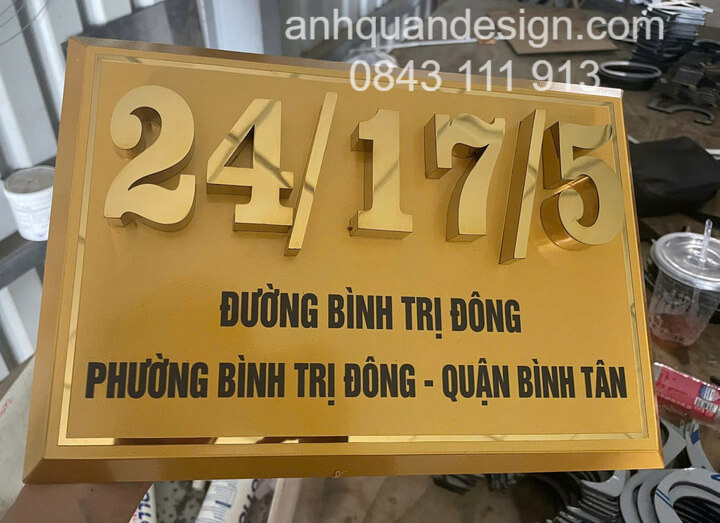 anhquandesign.com
0843 111 913
24/17/5
ĐƯỜNG BÌNH TRỊ ĐÔNG
PHƯỜNG BÌNH TRỊ ĐÔNG - QUẬN BÌNH TÂN